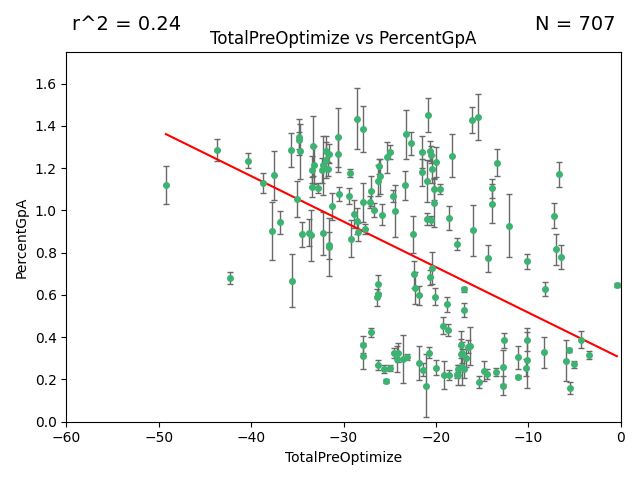 r^2 = 0.24
N = 707
TotalPreOptimize vs PercentGpA
PercentGpA
1.6
1.4
1.2
1.0
0.8
0.6
0.4
0.2
0.0
−60 −50 −40 −30 −20 −10 0
TotalPreOptimize